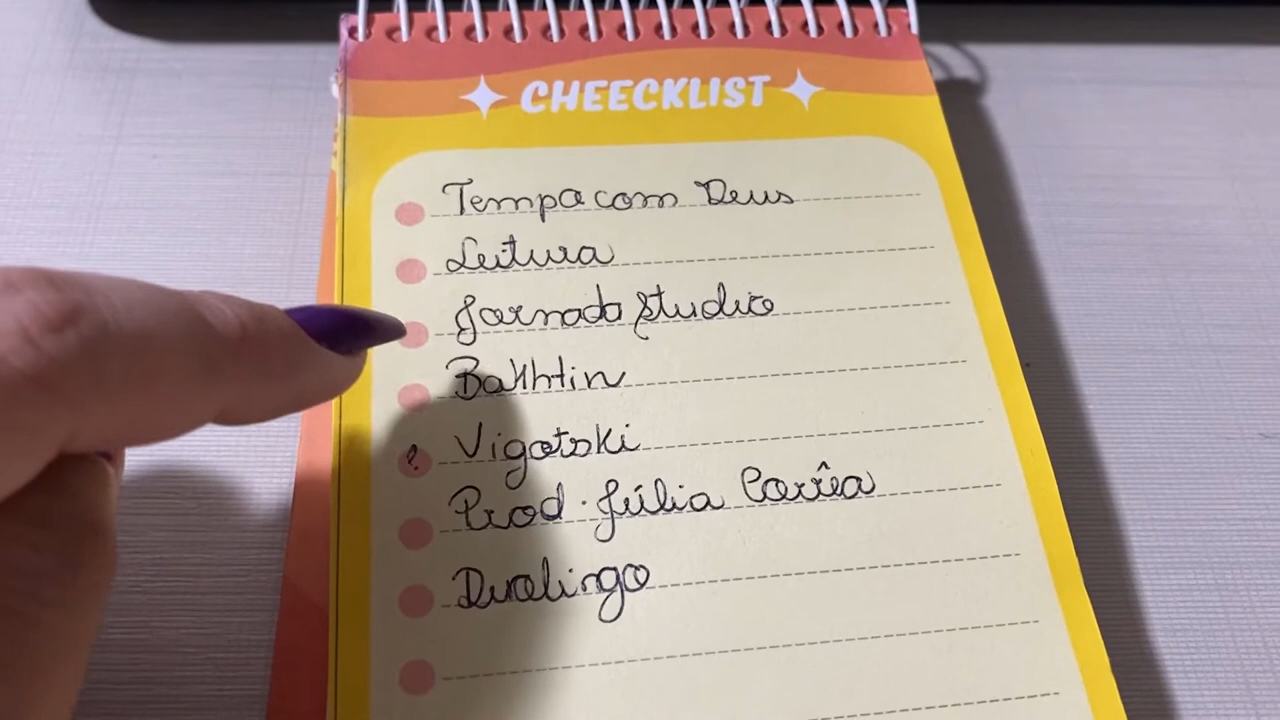 CHEECKLIST
Tempo com Deus
Leitura
Jornada Studio
Bakhtin
? Vigotski
Prod. Júlia Corrêa
Duolingo